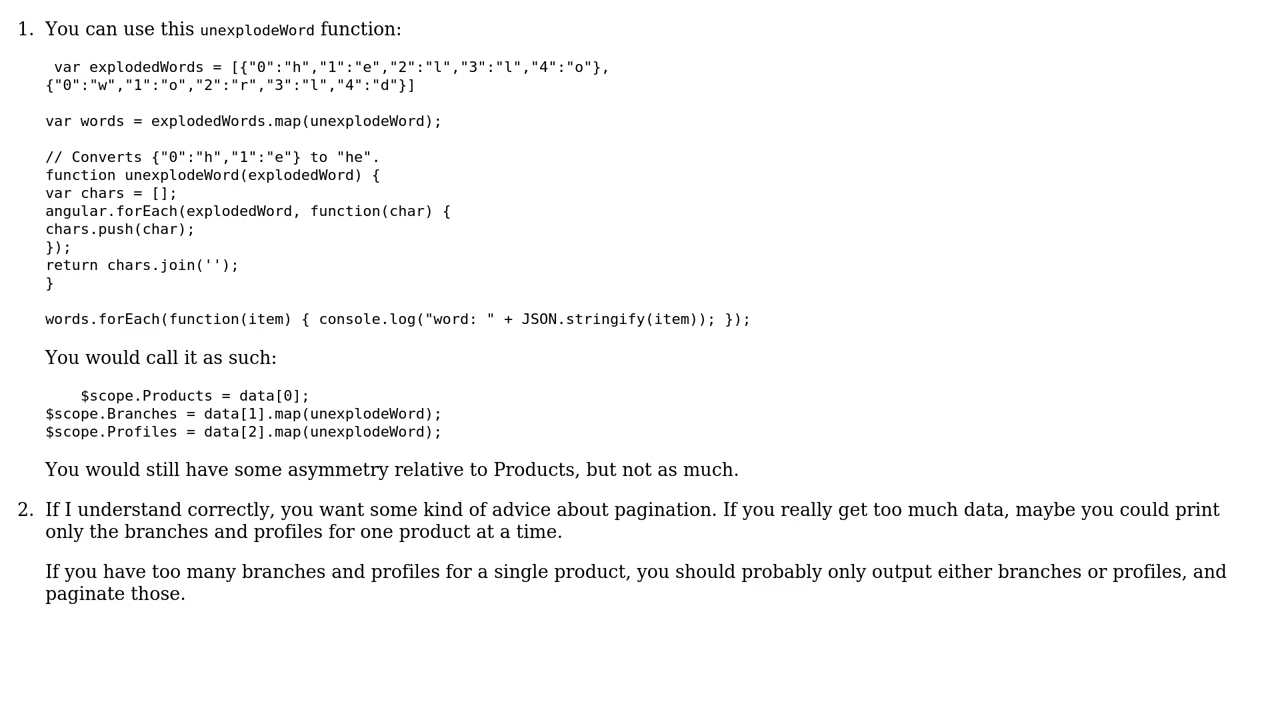 1. You can use this unexplodeWord function:
var explodedWords = [{"0":"h","1":"e","2":"l","3":"l","4":"o"},
{"0":"w","1":"o","2":"r","3":"l","4":"d"}]
var words = explodedWords.map(unexplodeWord);
// Converts {"0":"h","1":"e"} to "he".
function unexplodeWord(explodedWord) {
var chars = [];
angular.forEach(explodedWord, function(char) {
chars.push(char);
});
return chars.join('');
}
words.forEach(function(item) { console.log("word: " + JSON.stringify(item)); });
You would call it as such:
$scope.Products = data[0];
$scope.Branches = data[1].map(unexplodeWord);
$scope.Profiles = data[2].map(unexplodeWord);
You would still have some asymmetry relative to Products, but not as much.
2. If I understand correctly, you want some kind of advice about pagination. If you really get too much data, maybe you could print
only the branches and profiles for one product at a time.
If you have too many branches and profiles for a single product, you should probably only output either branches or profiles, and
paginate those.